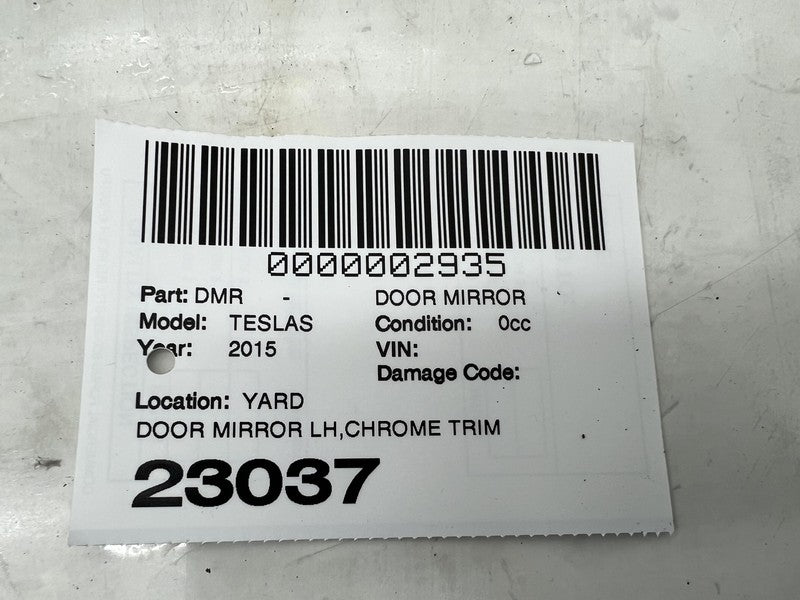 0000002935
Part: DMR - DOOR MIRROR
Model: TESLAS Condition: 0cc
Year: 2015 VIN:
Damage Code:
Location: YARD
DOOR MIRROR LH,CHROME TRIM
23037